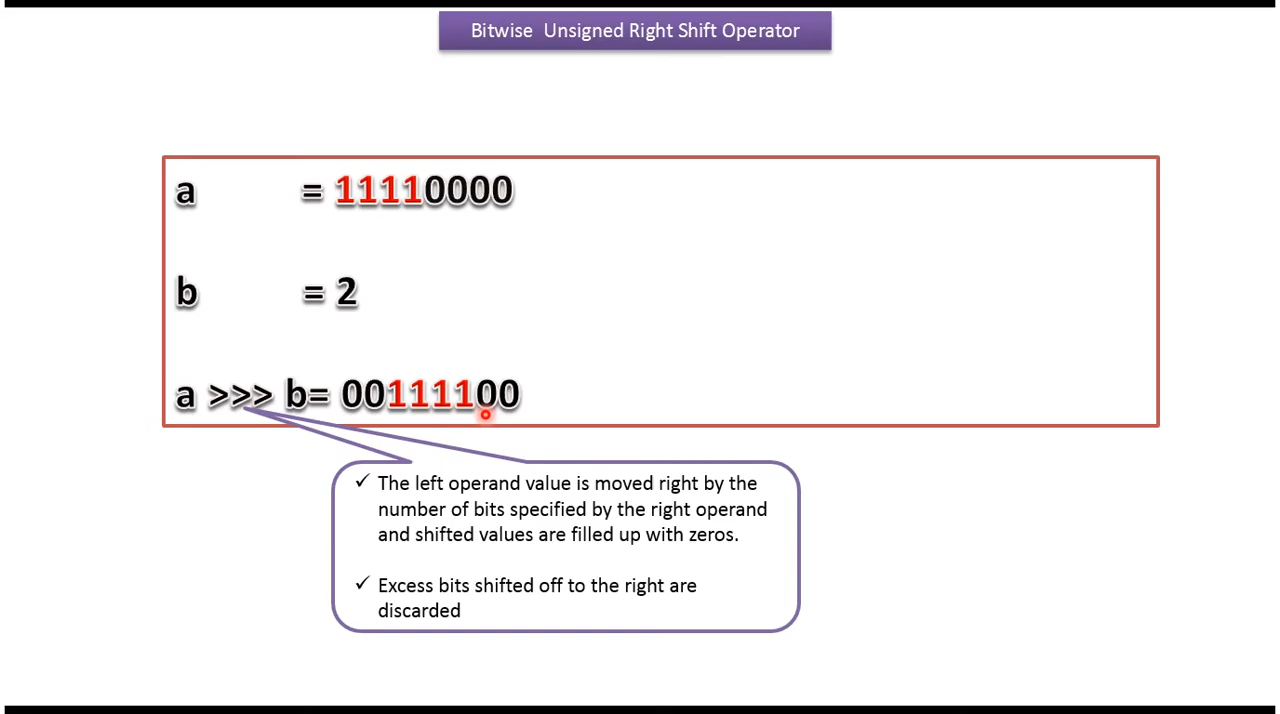 Bitwise Unsigned Right Shift Operator
a = 11110000
b = 2
a >>> b= 00111100
✓ The left operand value is moved right by the
number of bits specified by the right operand
and shifted values are filled up with zeros.
✓ Excess bits shifted off to the right are
discarded